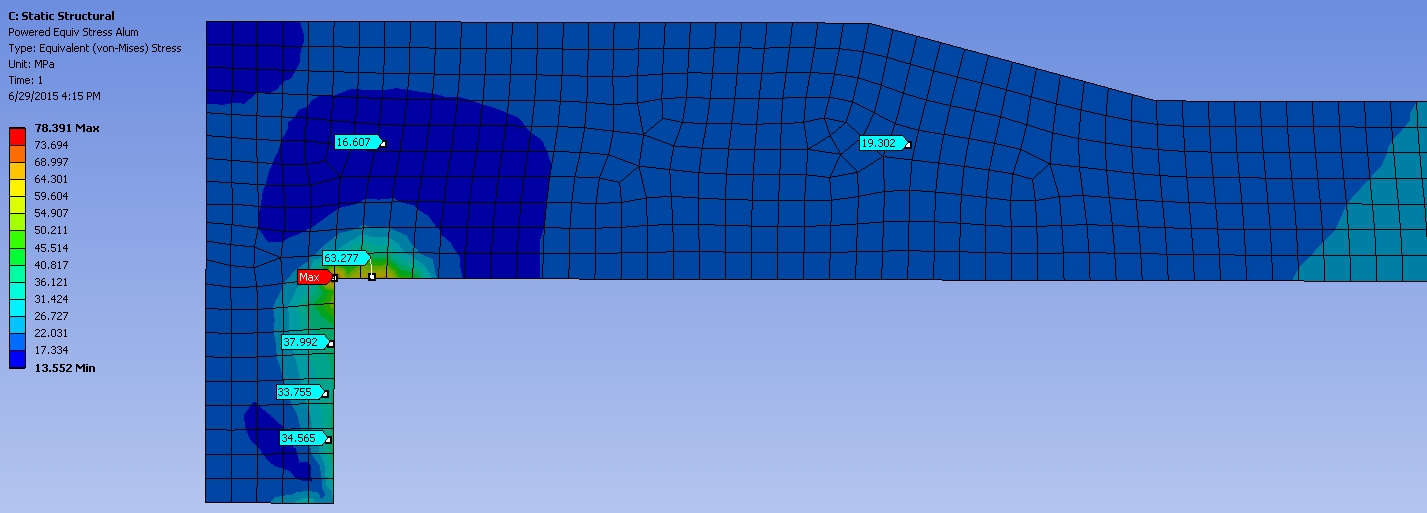 C: Static Structural
Powered Equiv Stress Alum
Type: Equivalent (von-Mises) Stress
Unit: MPa
Time: 1
6/29/2015 4:15 PM
78.391 Max
73.694
68.997
64.301
59.604
54.907
50.211
45.514
40.817
36.121
31.424
26.727
22.031
17.334
13.552 Min
16.607
19.302
63.277
Max
37.992
33.755
34.565